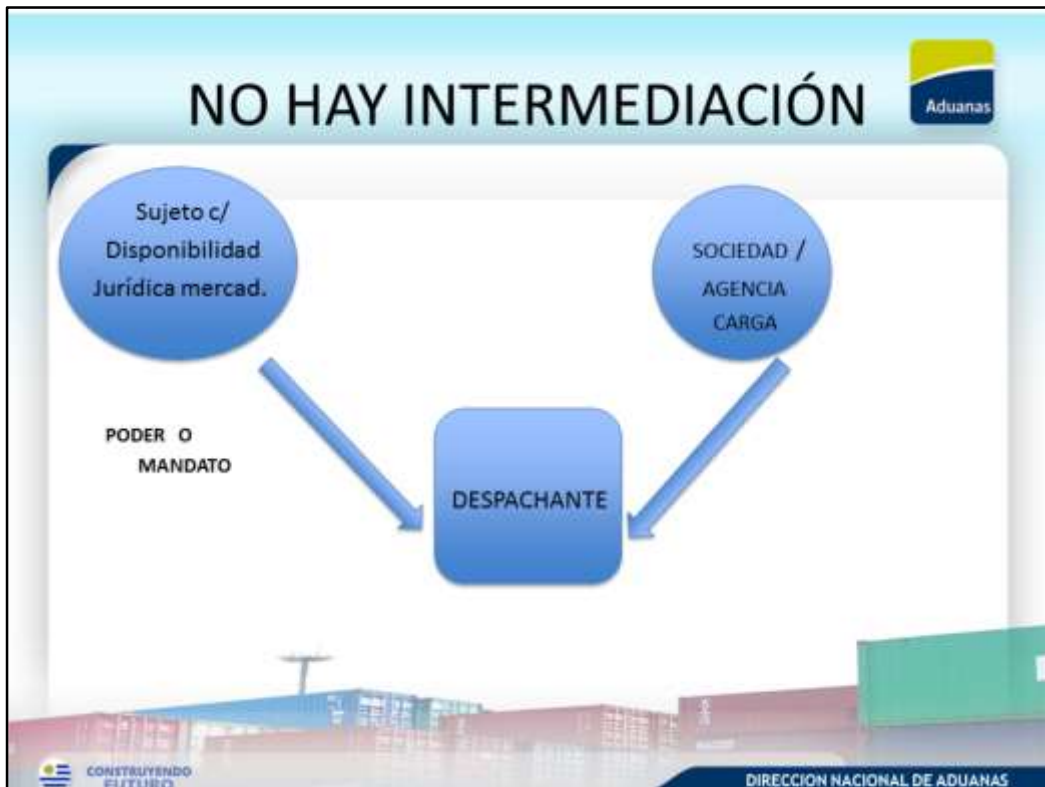 NO HAY INTERMEDIACIÓN
Aduanas
Sujeto c/
Disponibilidad
Jurídica mercad.
SOCIEDAD /
AGENCIA
CARGA
PODER O
MANDATO
DESPACHANTE
CONSTRUYENDO
FUTURO
DIRECCION NACIONAL DE ADUANAS